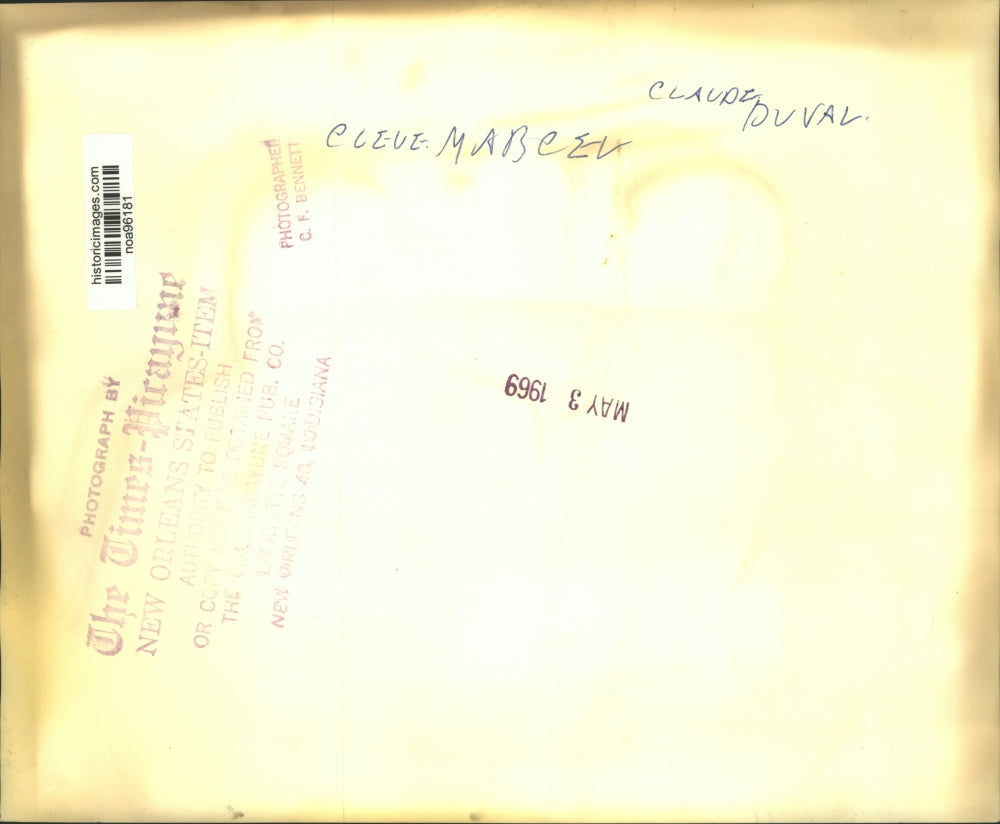 CLAUDE
DUVAL.
CLEVE. MARCEL
historicimages.com
noa96181
PHOTOGRAPHER
C. F. BENNETT
PHOTOGRAPH BY
The Times-Picayune
NEW ORLEANS STATES-ITEM
AUTHORITY TO PUBLISH
OR COPY MUST BE OBTAINED FROM
THE TIMES-PICAYUNE PUB. CO.
LAFAYETTE SQUARE
NEW ORLEANS 40, LOUISIANA
MAY 3 1969